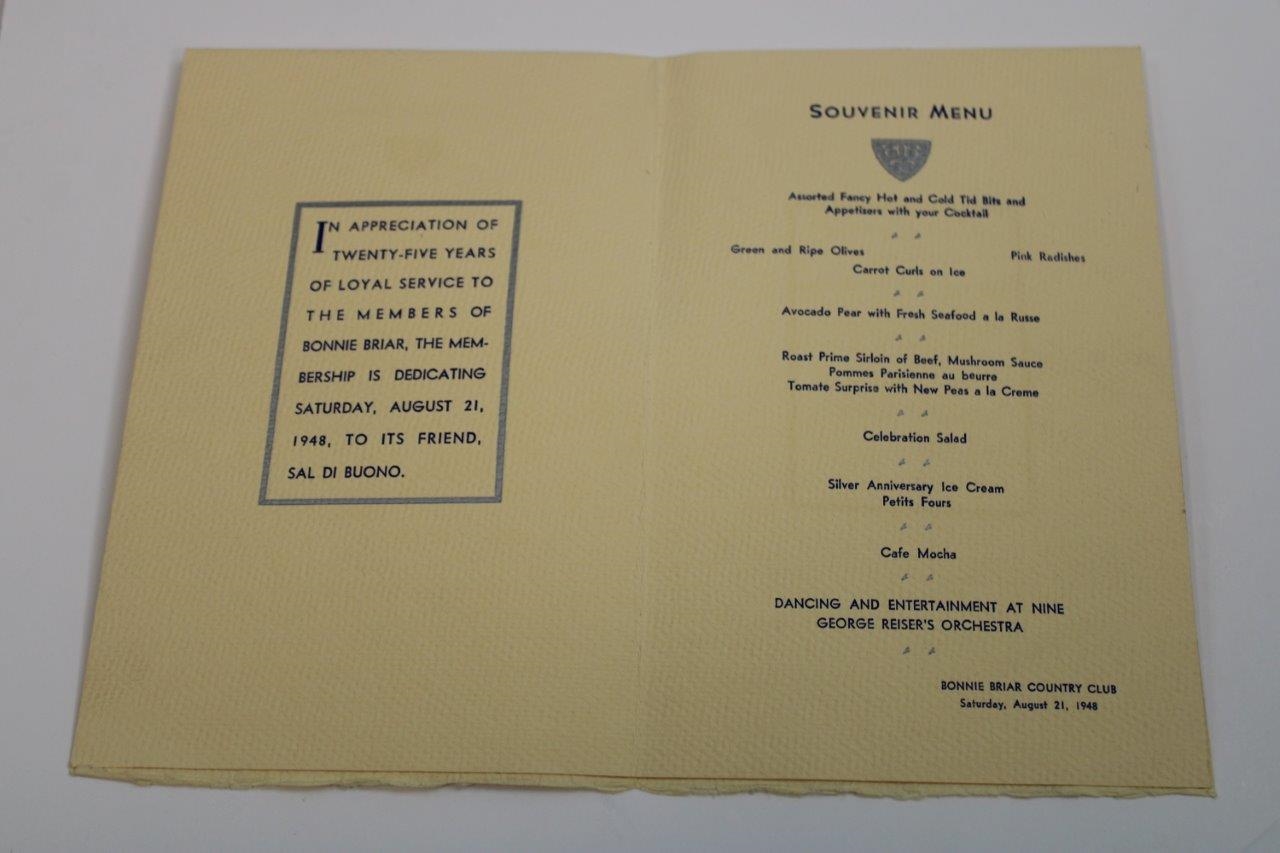 IN APPRECIATION OF
TWENTY-FIVE YEARS
OF LOYAL SERVICE TO
THE MEMBERS OF
BONNIE BRIAR, THE MEM-
BERSHIP IS DEDICATING
SATURDAY, AUGUST 21,
1948, TO ITS FRIEND,
SAL DI BUONO.
SOUVENIR MENU
Assorted Fancy Hot and Cold Tid Bits and
Appetizers with your Cocktail
Green and Ripe Olives Pink Radishes
Carrot Curls on Ice
Avocado Pear with Fresh Seafood a la Russe
Roast Prime Sirloin of Beef, Mushroom Sauce
Pommes Parisienne au beurre
Tomate Surprise with New Peas a la Creme
Celebration Salad
Silver Anniversary Ice Cream
Petits Fours
Cafe Mocha
DANCING AND ENTERTAINMENT AT NINE
GEORGE REISER'S ORCHESTRA
BONNIE BRIAR COUNTRY CLUB
Saturday, August 21, 1948